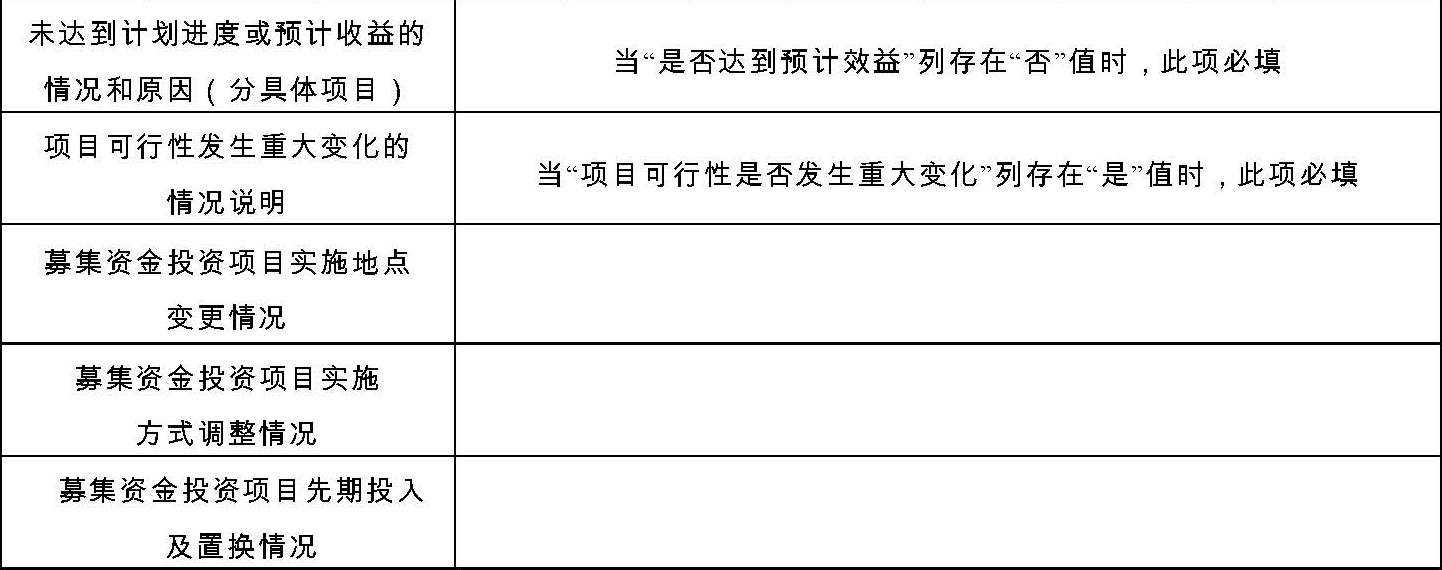 未达到计划进度或预计收益的
情况和原因（分具体项目）
当“是否达到预计效益”列存在“否”值时，此项必填
项目可行性发生重大变化的
情况说明
当“项目可行性是否发生重大变化”列存在“是”值时，此项必填
募集资金投资项目实施地点
变更情况
募集资金投资项目实施
方式调整情况
募集资金投资项目先期投入
及置换情况